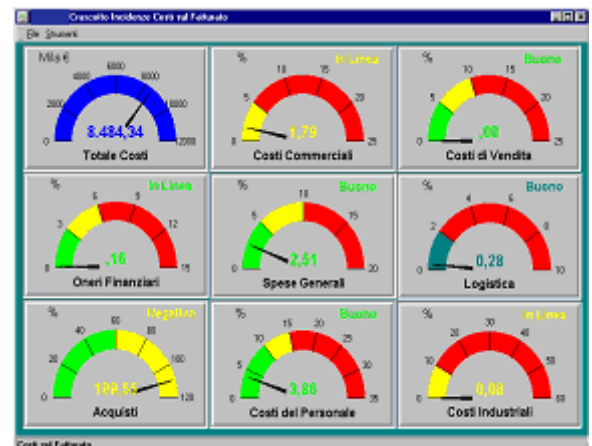 Cruscotto Incidenze Costi sul Fatturato
File Strumenti
Mila €
0 2000 4000 6000 8000 10000 12000
8.484,34
Totale Costi
% In Linea
0 5 10 15 20 25
1,79
Costi Commerciali
% Buono
0 5 10 15 20 25
Costi di Vendita
% In Linea
0 3 6 9 12 15
,16
Oneri Finanziari
% Buono
0 5 10 15 20
2,51
Spese Generali
% Buono
0 2 4 6 8 10
0,28
Logistica
% Negativo
0 20 40 60 80 100 120
Acquisti
% Buono
0 5 10 15 20 25 30 35
3,86
Costi del Personale
% In Linea
0 10 20 30 40 50 60
0,08
Costi Industriali
Costi sul Fatturato